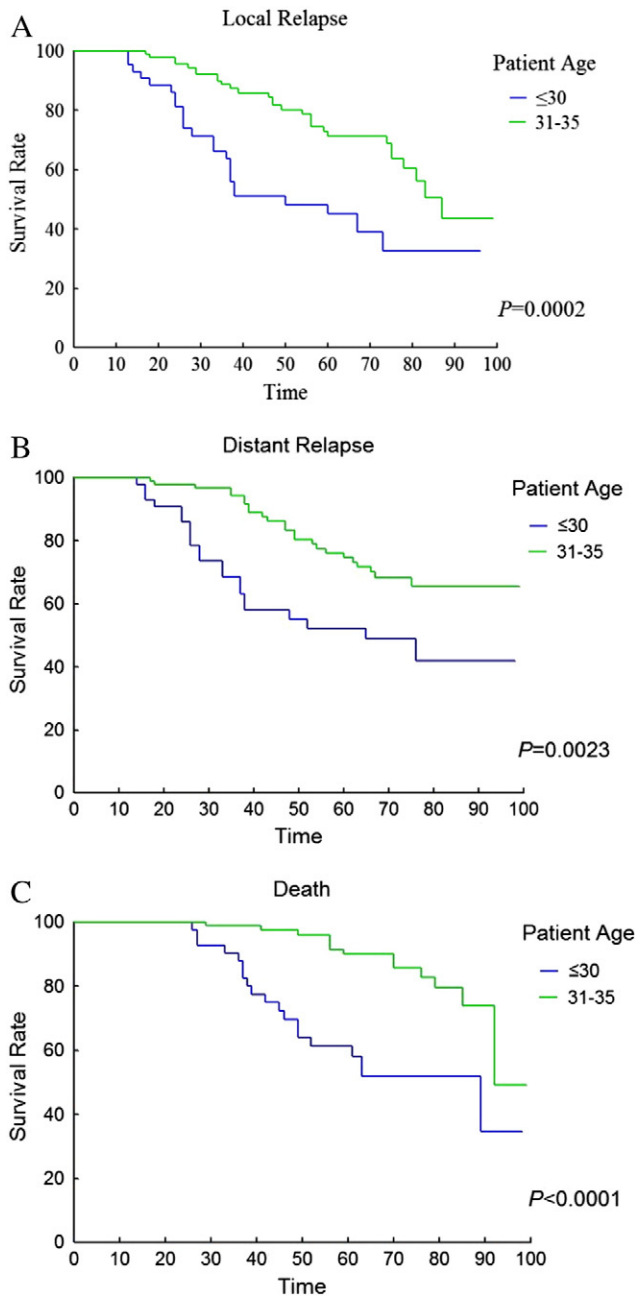 A
Local Relapse
Patient Age
≤30
31-35
Survival Rate
100
80
60
40
20
0
P=0.0002
0 10 20 30 40 50 60 70 80 90 100
Time
B
Distant Relapse
Patient Age
≤30
31-35
Survival Rate
100
80
60
40
20
0
P=0.0023
0 10 20 30 40 50 60 70 80 90 100
Time
C
Death
Patient Age
≤30
31-35
Survival Rate
100
80
60
40
20
0
P<0.0001
0 10 20 30 40 50 60 70 80 90 100
Time